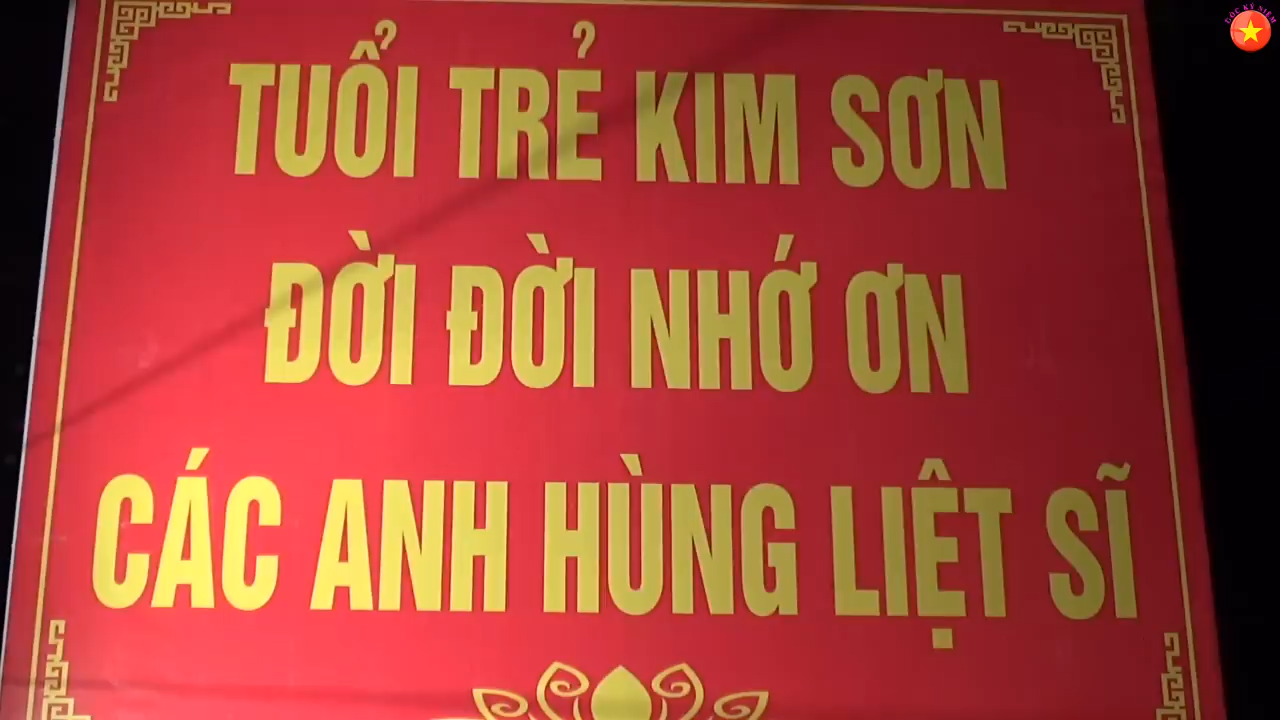 TUỔI TRẺ KIM SƠN
ĐỜI ĐỜI NHỚ ƠN
CÁC ANH HÙNG LIỆT SĨ